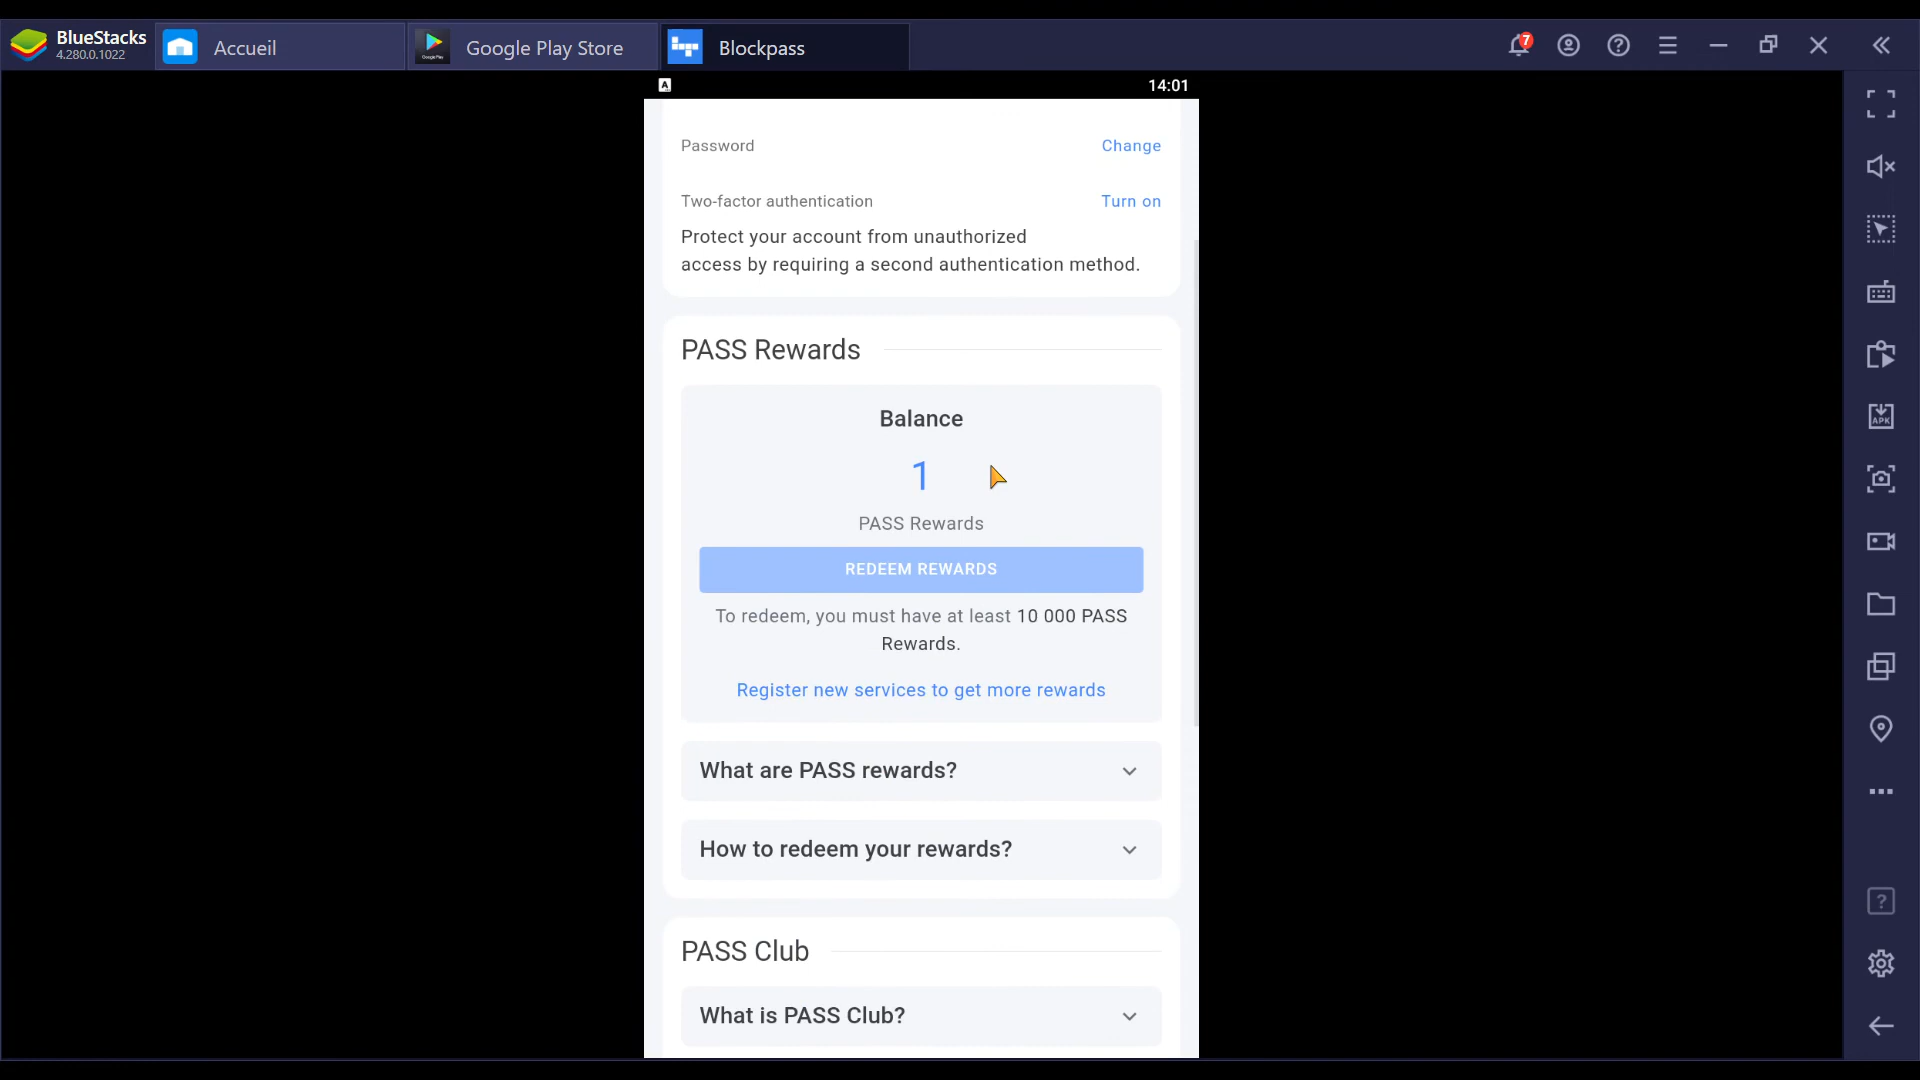 BlueStacks
4.280.0.1022
Accueil
Google Play Store
Blockpass
7
A
14:01
Password
Change
Two-factor authentication
Turn on
Protect your account from unauthorized
access by requiring a second authentication method.
PASS Rewards
Balance
1
PASS Rewards
REDEEM REWARDS
To redeem, you must have at least 10 000 PASS
Rewards.
Register new services to get more rewards
What are PASS rewards?
How to redeem your rewards?
PASS Club
What is PASS Club?
APK
?